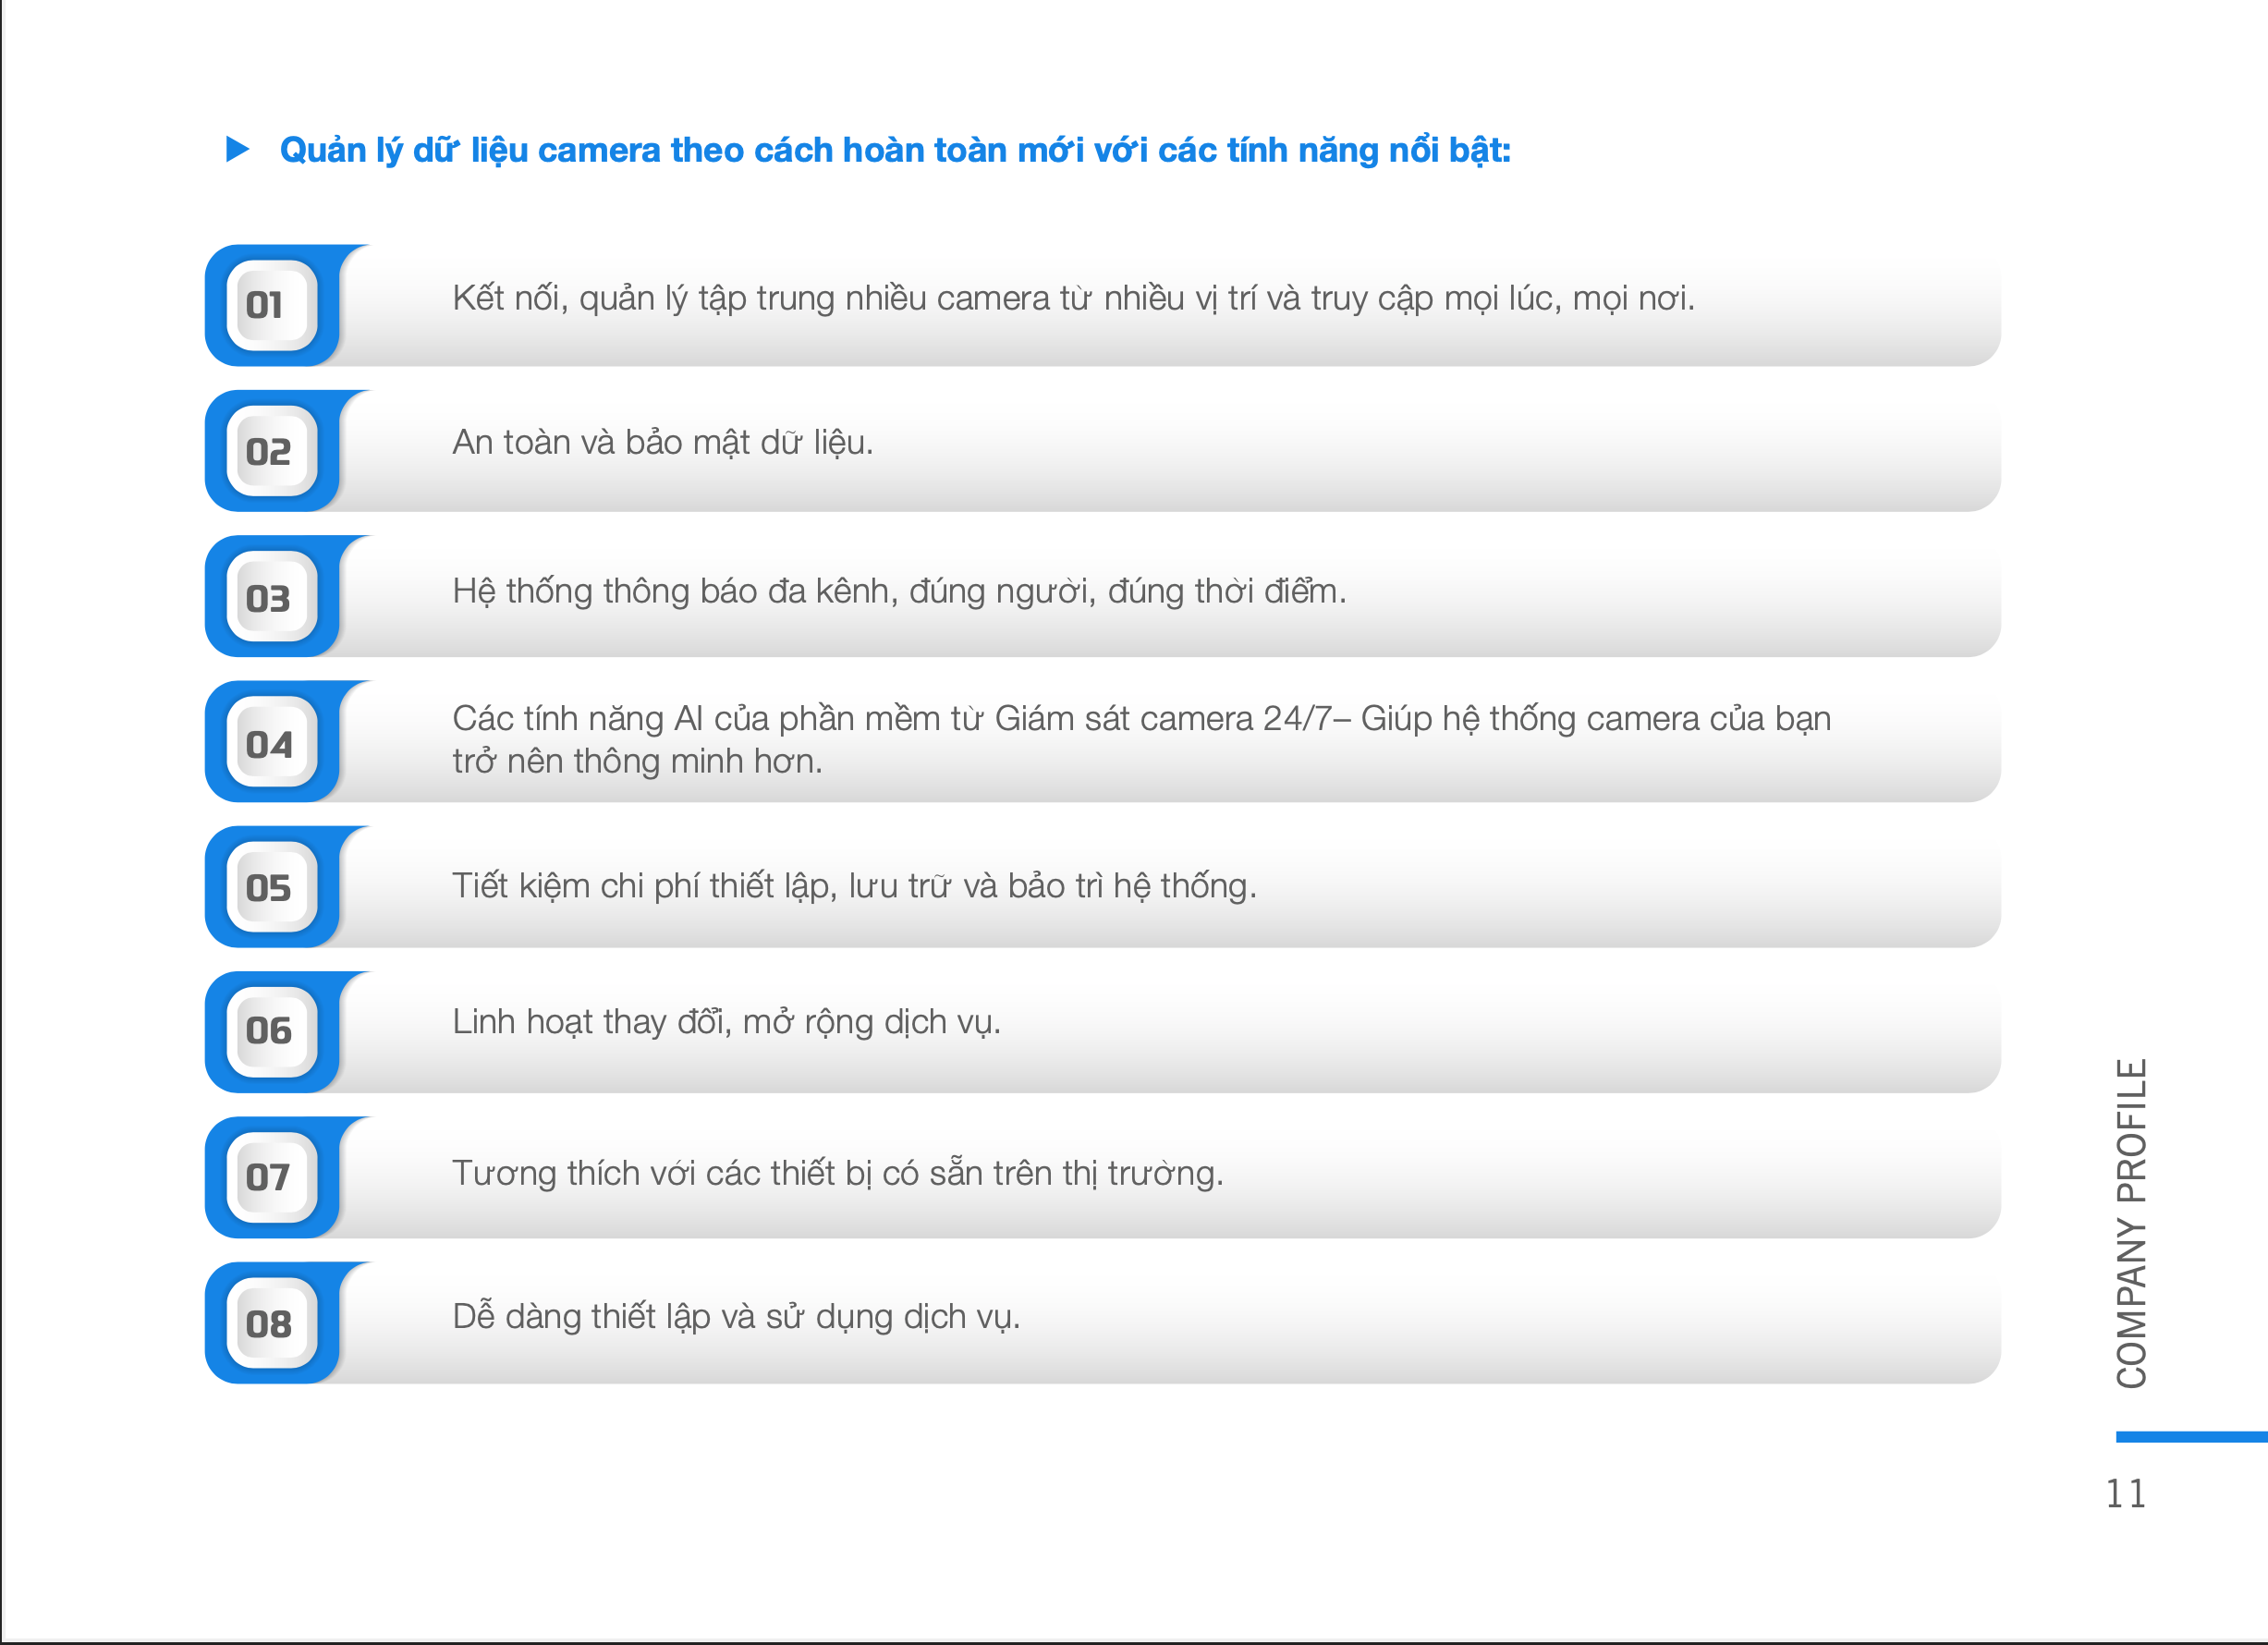 Quản lý dữ liệu camera theo cách hoàn toàn mới với các tính năng nổi bật:
01
Kết nối, quản lý tập trung nhiều camera từ nhiều vị trí và truy cập mọi lúc, mọi nơi.
02
An toàn và bảo mật dữ liệu.
03
Hệ thống thông báo đa kênh, đúng người, đúng thời điểm.
04
Các tính năng AI của phần mềm từ Giám sát camera 24/7– Giúp hệ thống camera của bạn
trở nên thông minh hơn.
05
Tiết kiệm chi phí thiết lập, lưu trữ và bảo trì hệ thống.
06
Linh hoạt thay đổi, mở rộng dịch vụ.
07
Tương thích với các thiết bị có sẵn trên thị trường.
08
Dễ dàng thiết lập và sử dụng dịch vụ.
COMPANY PROFILE
11